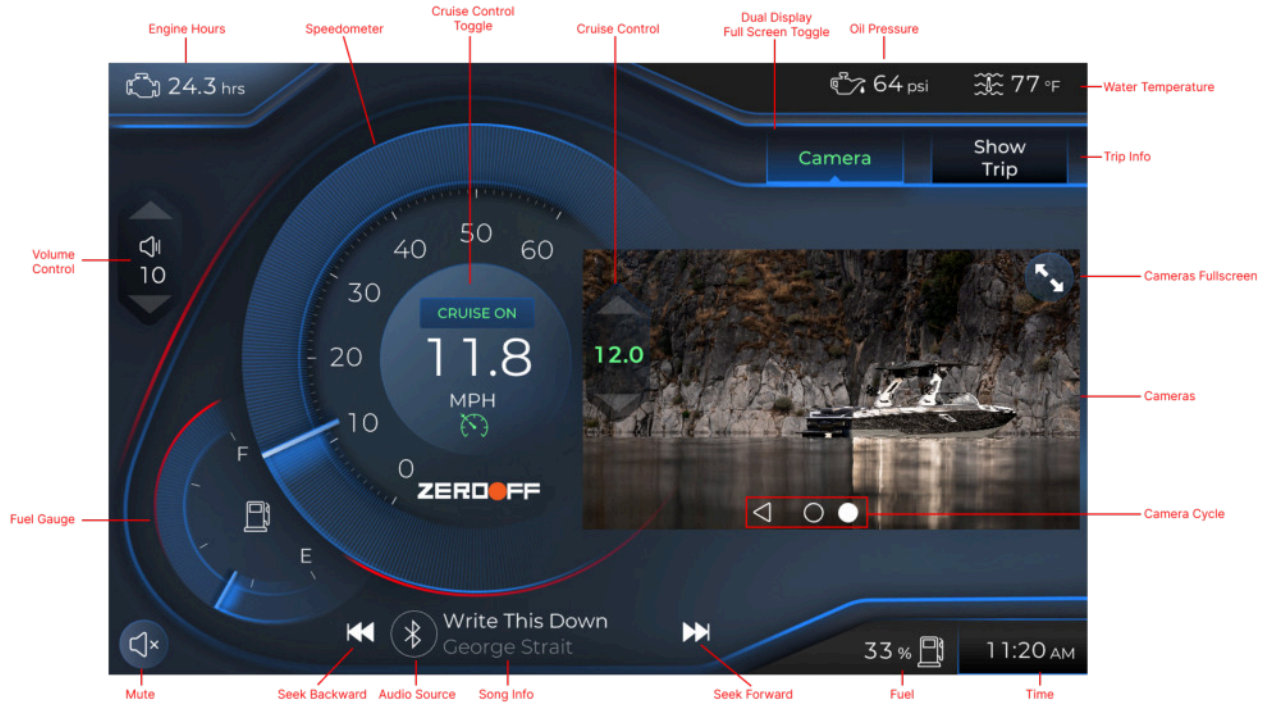 Engine Hours
Speedometer
Cruise Control
Toggle
Cruise Control
Dual Display
Full Screen Toggle
Oil Pressure
24.3 hrs
64 psi
77 °F
Water Temperature
Camera
Show
Trip
Trip Info
Volume
Control
10
50
40
60
30
20
10
0
CRUISE ON
11.8
MPH
ZEROOFF
12.0
Cameras Fullscreen
Cameras
Camera Cycle
Fuel Gauge
F
E
Write This Down
George Strait
33 %
11:20 AM
Mute
Seek Backward
Audio Source
Song Info
Seek Forward
Fuel
Time